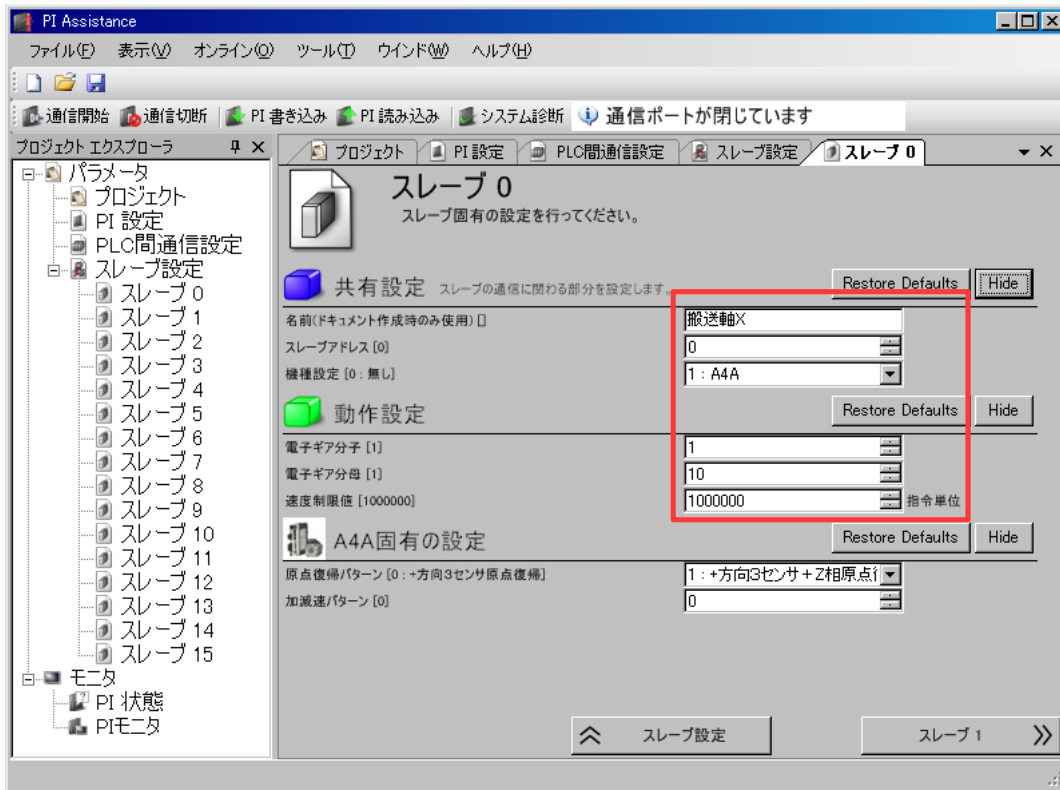 PI Assistance
ファイル(F) 表示(V) オンライン(O) ツール(T) ウインド(W) ヘルプ(H)
通信開始 通信切断 PI 書き込み PI 読み込み システム診断 通信ポートが閉じています
プロジェクト エクスプローラ
プロジェクト PI 設定 PLC間通信設定 スレーブ設定 スレーブ 0
パラメータ
プロジェクト
PI 設定
PLC間通信設定
スレーブ設定
スレーブ 0
スレーブ 1
スレーブ 2
スレーブ 3
スレーブ 4
スレーブ 5
スレーブ 6
スレーブ 7
スレーブ 8
スレーブ 9
スレーブ 10
スレーブ 11
スレーブ 12
スレーブ 13
スレーブ 14
スレーブ 15
モニタ
PI 状態
PIモニタ
スレーブ 0
スレーブ固有の設定を行ってください。
共有設定 スレーブの通信に関わる部分を設定します。 Restore Defaults Hide
名前(ドキュメント作成時のみ使用) [] 搬送軸X
スレーブアドレス [0] 0
機種設定 [0 : 無し] 1 : A4A
動作設定 Restore Defaults Hide
電子ギア分子 [1] 1
電子ギア分母 [1] 10
速度制限値 [1000000] 1000000 指令単位
A4A固有の設定 Restore Defaults Hide
原点復帰パターン [0 : +方向3センサ原点復帰] 1 : +方向3センサ+Z相原点
加減速パターン [0] 0
スレーブ設定 スレーブ 1